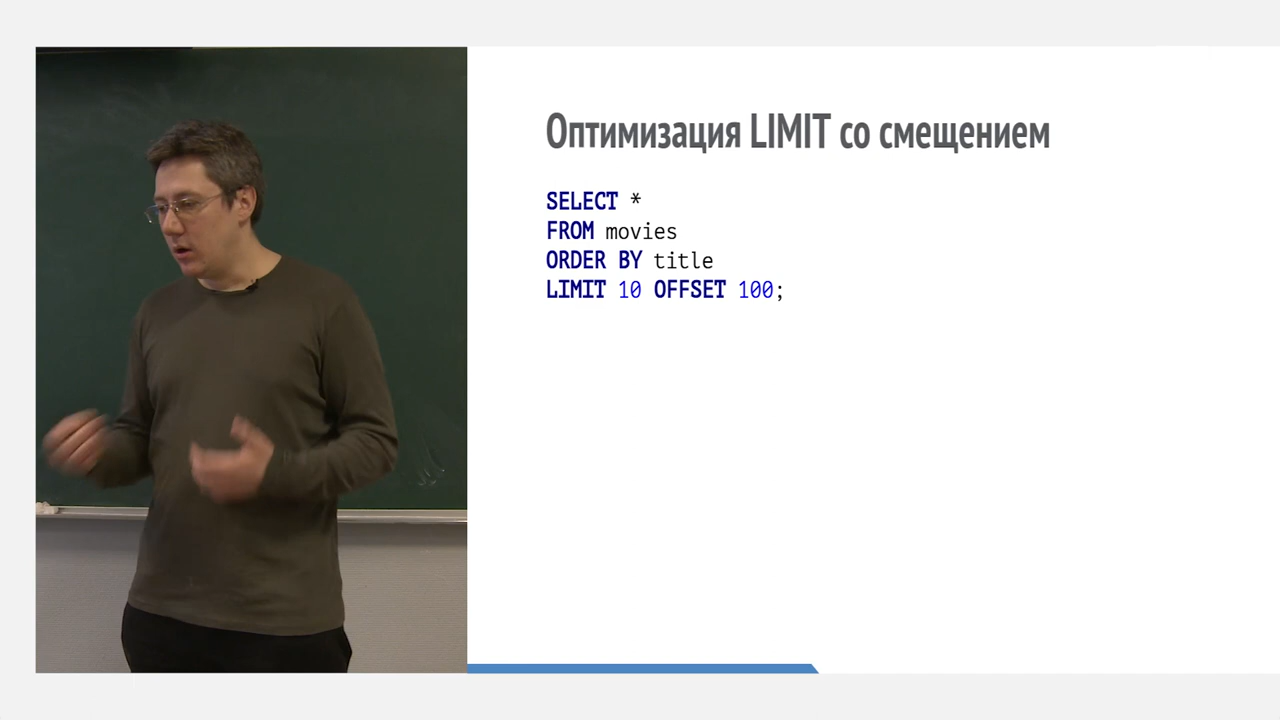 Оптимизация LIMIT со смещением
SELECT *
FROM movies
ORDER BY title
LIMIT 10 OFFSET 100;